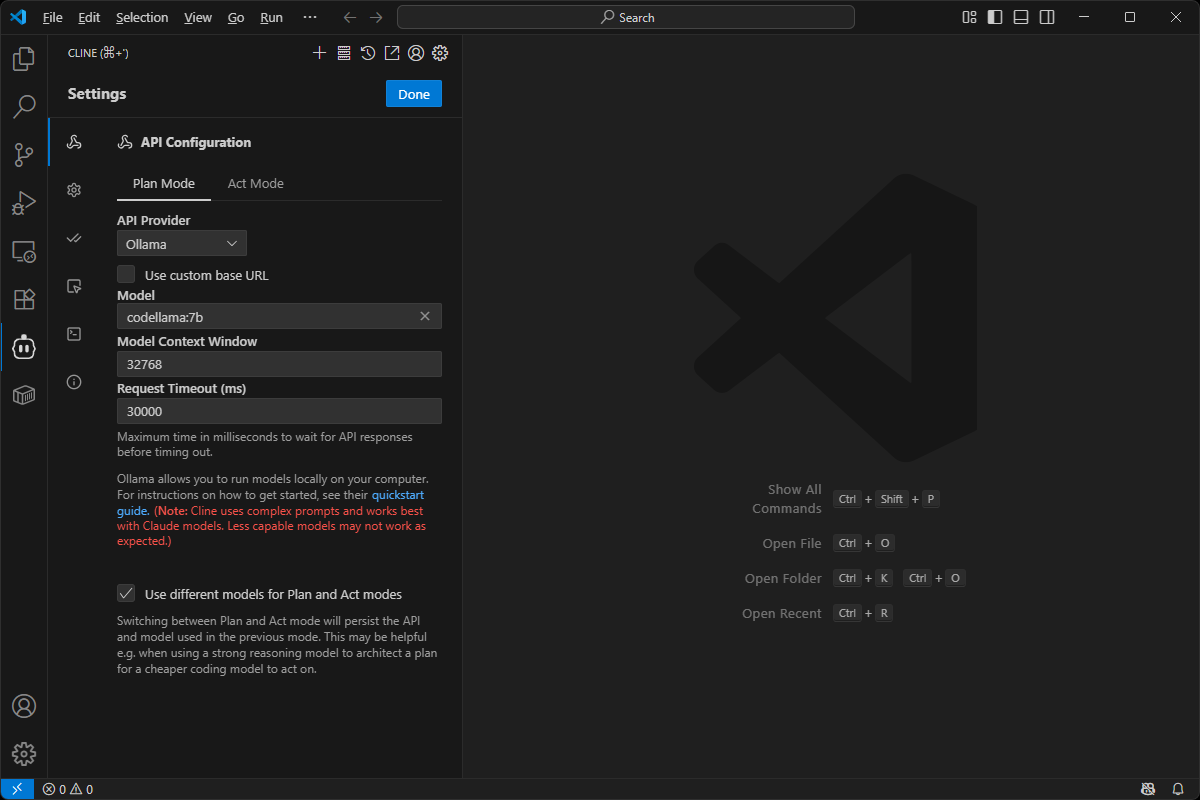 File Edit Selection View Go Run ··· Search
CLINE (⌘+')
Settings Done
API Configuration
Plan Mode Act Mode
API Provider
Ollama
Use custom base URL
Model
codellama:7b
Model Context Window
32768
Request Timeout (ms)
30000
Maximum time in milliseconds to wait for API responses
before timing out.
Ollama allows you to run models locally on your computer.
For instructions on how to get started, see their quickstart
guide. (Note: Cline uses complex prompts and works best
with Claude models. Less capable models may not work as
expected.)
Use different models for Plan and Act modes
Switching between Plan and Act mode will persist the API
and model used in the previous mode. This may be helpful
e.g. when using a strong reasoning model to architect a plan
for a cheaper coding model to act on.
Show All
Commands Ctrl + Shift + P
Open File Ctrl + O
Open Folder Ctrl + K Ctrl + O
Open Recent Ctrl + R
0 0